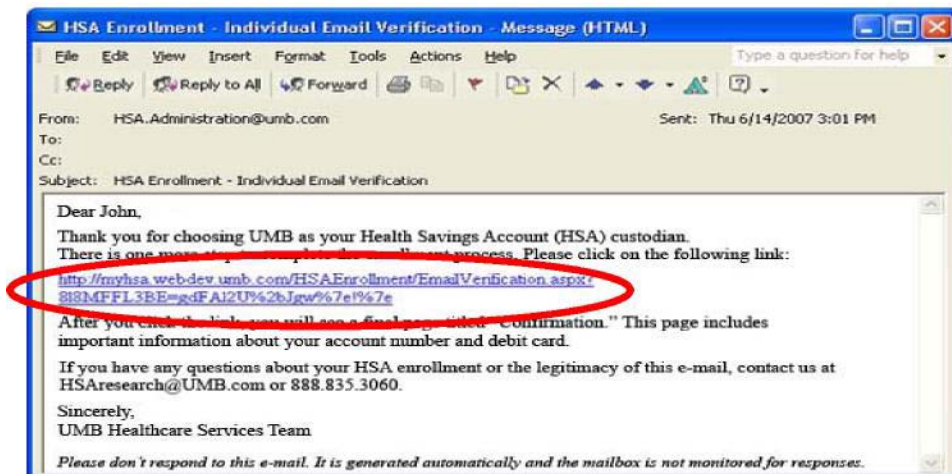 HSA Enrollment - Individual Email Verification - Message (HTML)
File Edit View Insert Format Tools Actions Help Type a question for help
Reply Reply to All Forward
From: HSA.Administration@umb.com Sent: Thu 6/14/2007 3:01 PM
To:
Cc:
Subject: HSA Enrollment - Individual Email Verification
Dear John,
Thank you for choosing UMB as your Health Savings Account (HSA) custodian.
There is one more step to complete the enrollment process. Please click on the following link:
http://myhsa.webdev.umb.com/HSAEnrollment/EmailVerification.aspx?
8I8MFFL3BE=gdFAl2U%2bJgw%7e!%7e
After you click the link, you will see a final page titled "Confirmation." This page includes
important information about your account number and debit card.
If you have any questions about your HSA enrollment or the legitimacy of this e-mail, contact us at
HSAresearch@UMB.com or 888.835.3060.
Sincerely,
UMB Healthcare Services Team
Please don't respond to this e-mail. It is generated automatically and the mailbox is not monitored for responses.